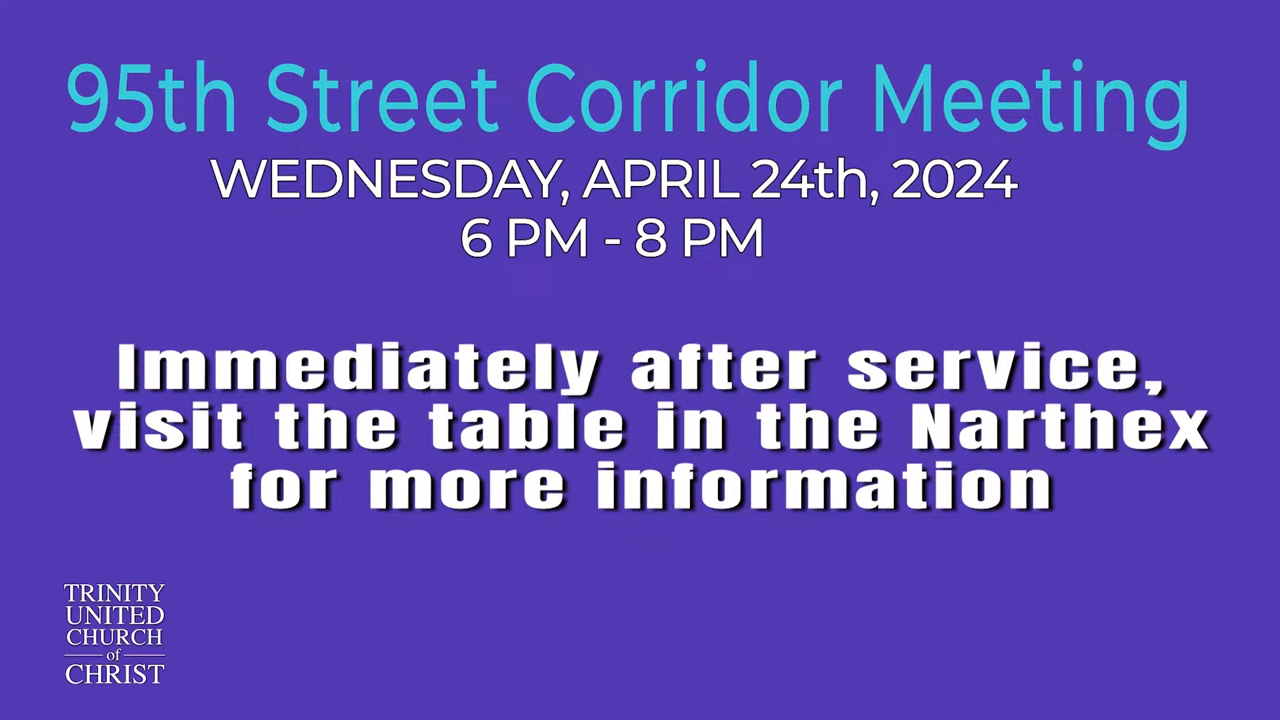 95th Street Corridor Meeting
WEDNESDAY, APRIL 24th, 2024
6 PM - 8 PM
Immediately after service,
visit the table in the Narthex
for more information
TRINITY
UNITED
CHURCH
of
CHRIST